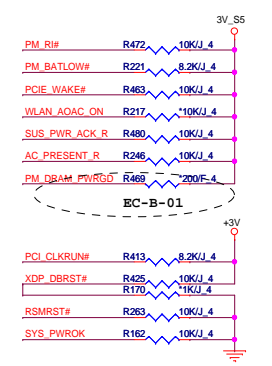 3V_S5
PM_RI# R472 10K/J_4
PM_BATLOW# R221 8.2K/J_4
PCIE_WAKE# R463 10K/J_4
WLAN_AOAC_ON R217 *10K/J_4
SUS_PWR_ACK_R R480 10K/J_4
AC_PRESENT_R R246 10K/J_4
PM_DRAM_PWRGD R469 *200/F_4
EC-B-01
+3V
PCI_CLKRUN# R413 8.2K/J_4
XDP_DBRST# R425 10K/J_4
R170 *1K/J_4
RSMRST# R263 10K/J_4
SYS_PWROK R162 10K/J_4